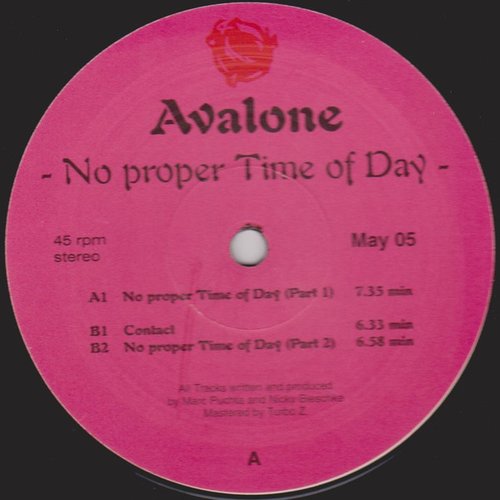 Avalone
- No proper Time of Day -
45 rpm
stereo
May 05
A1 No proper Time of Day (Part 1) 7.35 min
B1 Contact 6.33 min
B2 No proper Time of Day (Part 2) 6.58 min
All Tracks written and produced
by Marc Puchta and Nicky Bieschke
Mastered by Turbo Z.
A